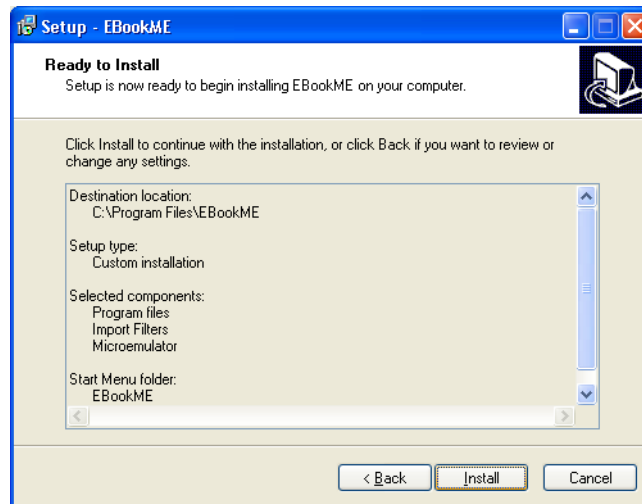 Setup - EBookME
Ready to Install
Setup is now ready to begin installing EBookME on your computer.
Click Install to continue with the installation, or click Back if you want to review or
change any settings.
Destination location:
C:\Program Files\EBookME
Setup type:
Custom installation
Selected components:
Program files
Import Filters
Microemulator
Start Menu folder:
EBookME
< Back
Install
Cancel